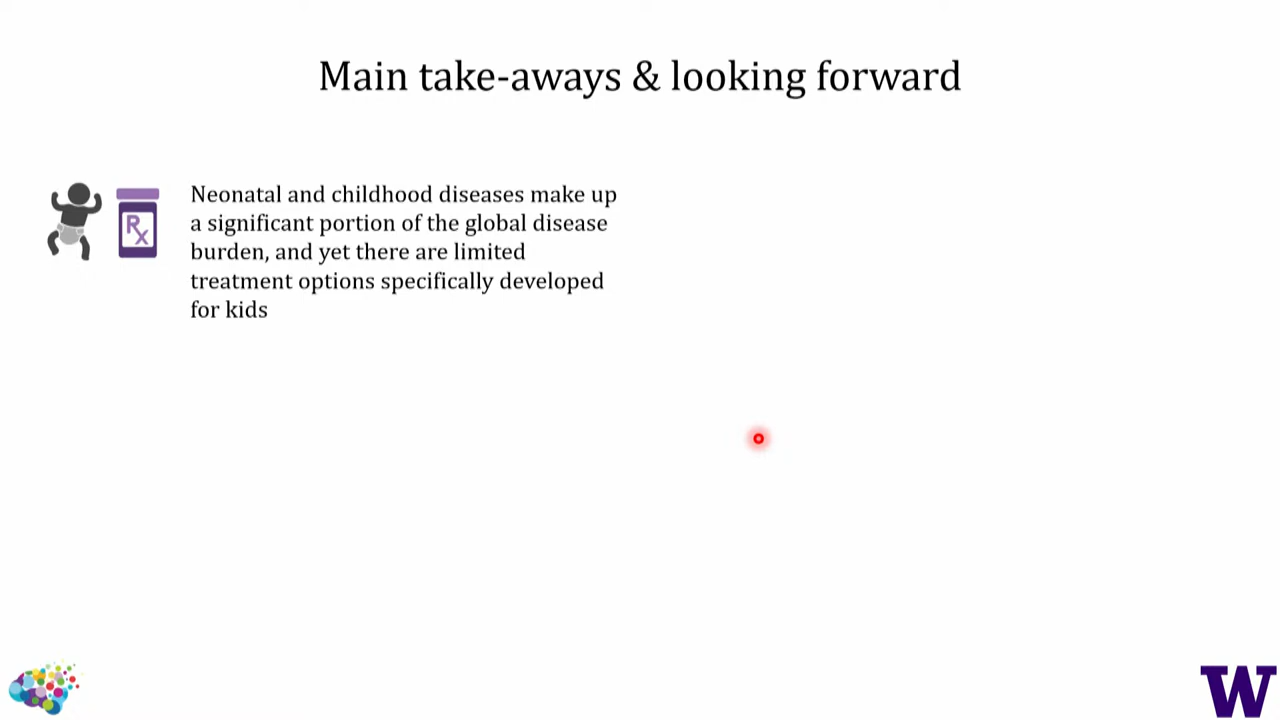 Main take-aways & looking forward
Neonatal and childhood diseases make up
a significant portion of the global disease
burden, and yet there are limited
treatment options specifically developed
for kids
Rx
W